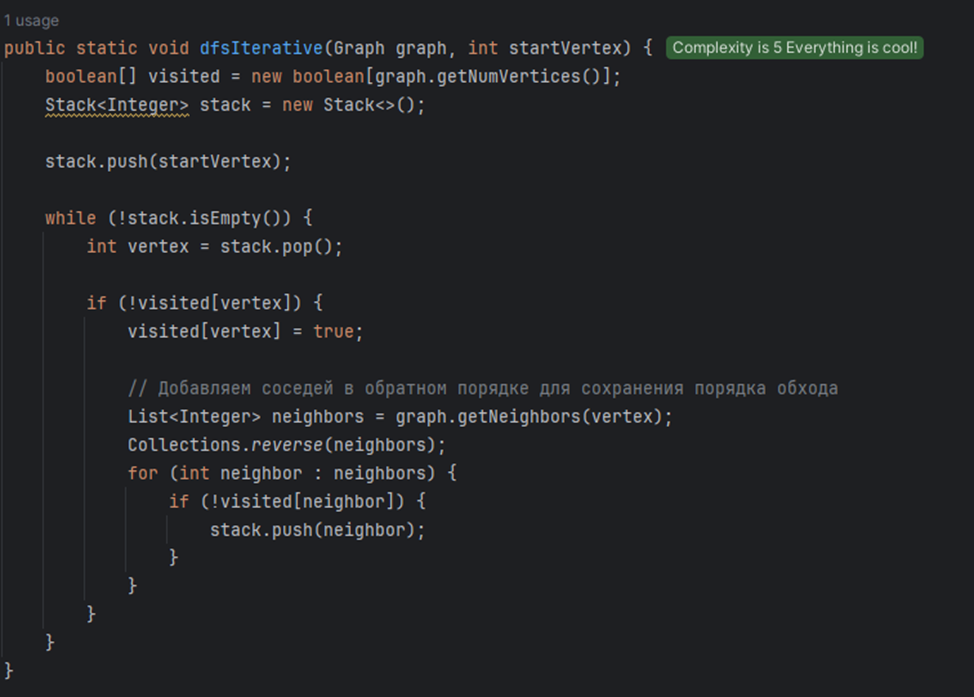 1 usage
public static void dfsIterative(Graph graph, int startVertex) { Complexity is 5 Everything is cool!
    boolean[] visited = new boolean[graph.getNumVertices()];
    Stack<Integer> stack = new Stack<>();
    stack.push(startVertex);
    while (!stack.isEmpty()) {
        int vertex = stack.pop();
        if (!visited[vertex]) {
            visited[vertex] = true;
            // Добавляем соседей в обратном порядке для сохранения порядка обхода
            List<Integer> neighbors = graph.getNeighbors(vertex);
            Collections.reverse(neighbors);
            for (int neighbor : neighbors) {
                if (!visited[neighbor]) {
                    stack.push(neighbor);
                }
            }
        }
    }
}